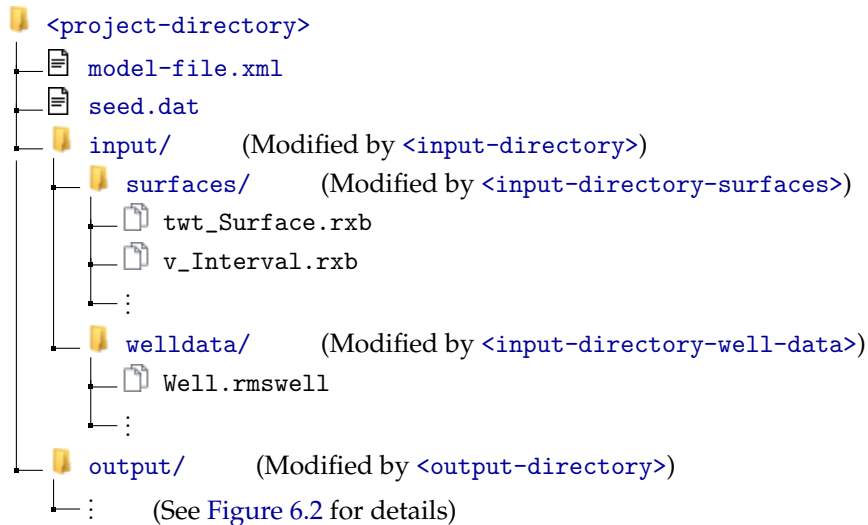 <project-directory>
model-file.xml
seed.dat
input/ (Modified by <input-directory>)
surfaces/ (Modified by <input-directory-surfaces>)
twt_Surface.rxb
v_Interval.rxb
⋮
welldata/ (Modified by <input-directory-well-data>)
Well.rmswell
⋮
output/ (Modified by <output-directory>)
⋮ (See Figure 6.2 for details)